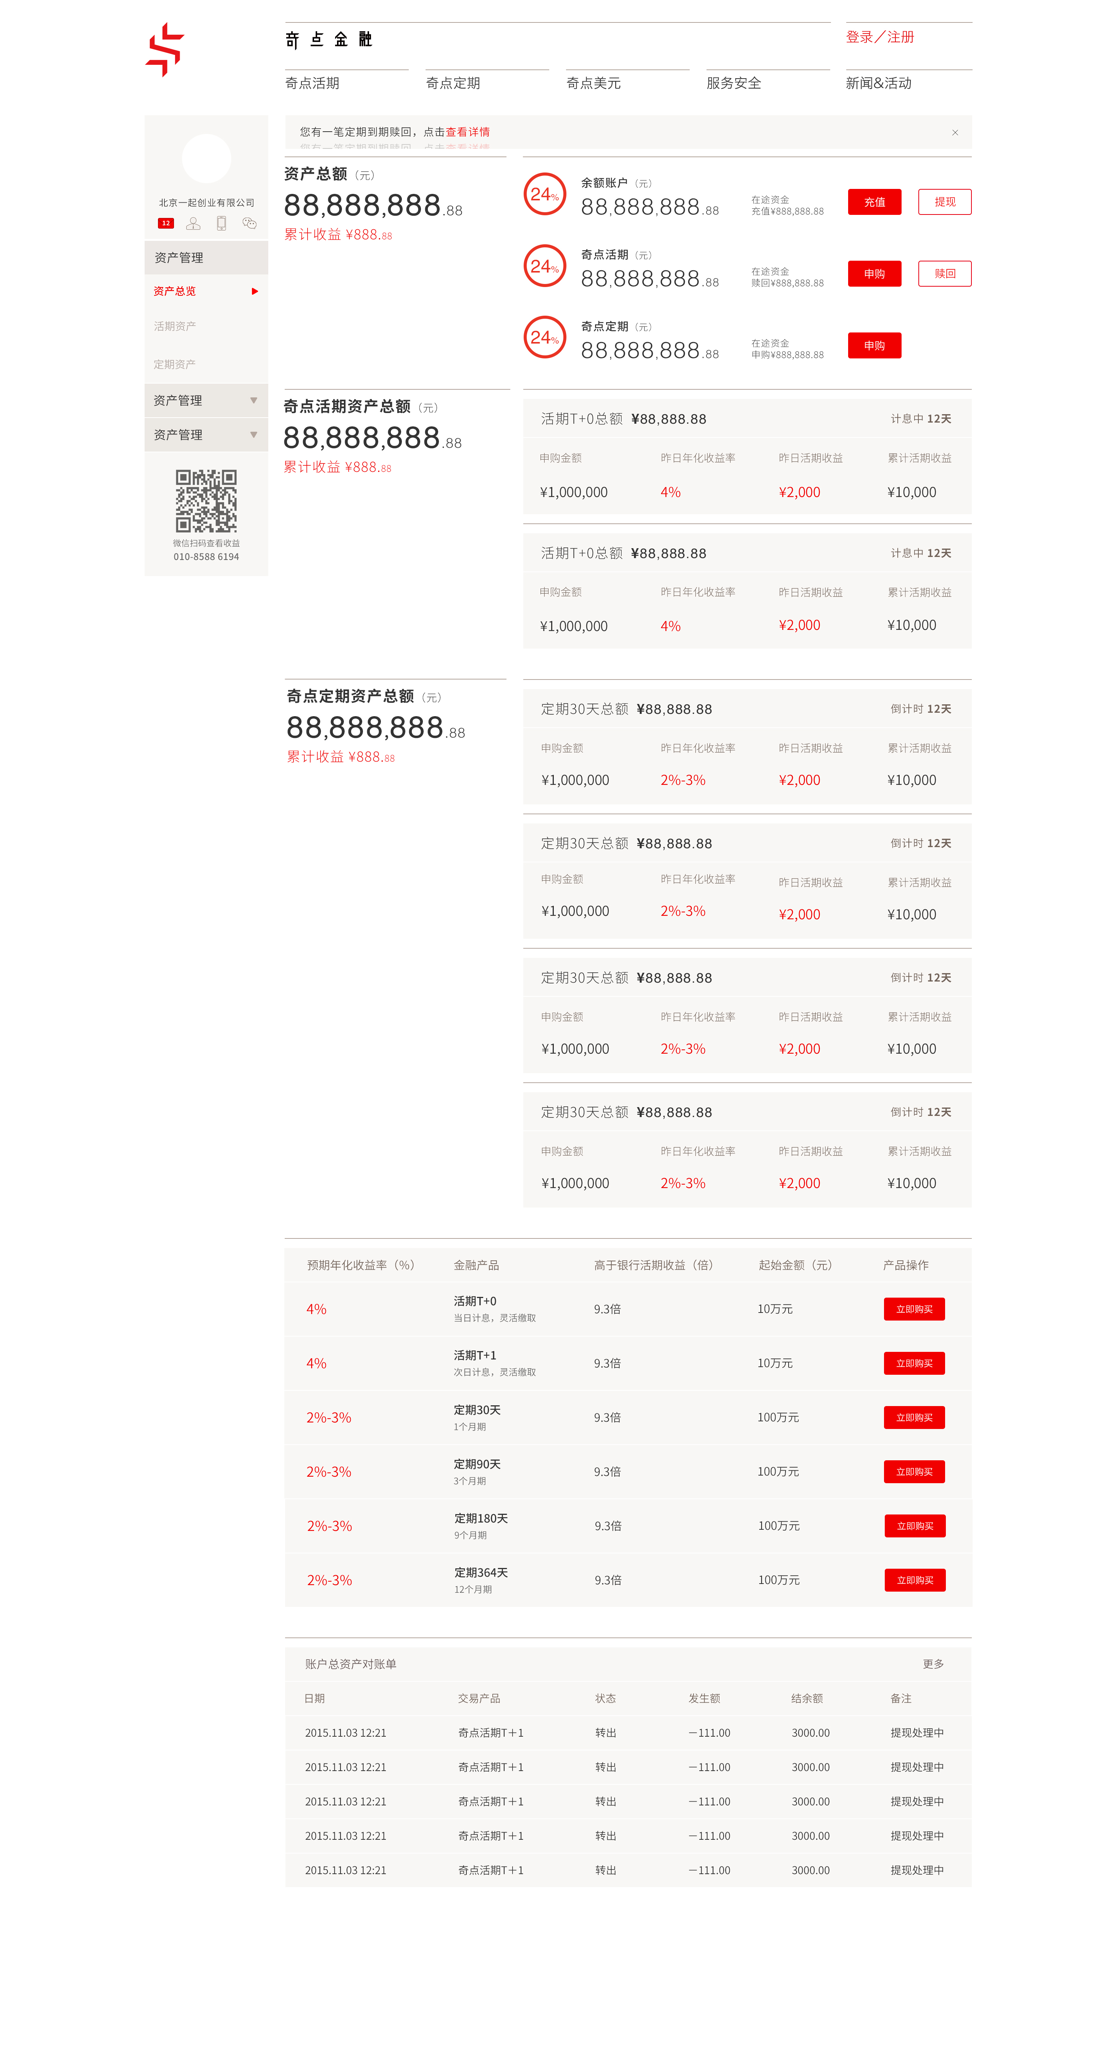 奇点金融
登录／注册
奇点活期 奇点定期 奇点美元 服务安全 新闻&活动
北京一起创业有限公司
12
资产管理
资产总览
活期资产
定期资产
资产管理
资产管理
微信扫码查看收益
010-8588 6194
您有一笔定期到期赎回，点击查看详情 ×
您有一笔定期到期赎回，点击查看详情
资产总额（元）
88,888,888.88
累计收益 ¥888.88
24%
余额账户（元）
88,888,888.88
在途资金
充值¥888,888.88
充值 提现
24%
奇点活期（元）
88,888,888.88
在途资金
赎回¥888,888.88
申购 赎回
24%
奇点定期（元）
88,888,888.88
在途资金
申购¥888,888.88
申购
奇点活期资产总额（元）
88,888,888.88
累计收益 ¥888.88
活期T+0总额 ¥88,888.88 计息中 12天
申购金额 昨日年化收益率 昨日活期收益 累计活期收益
¥1,000,000 4% ¥2,000 ¥10,000
活期T+0总额 ¥88,888.88 计息中 12天
申购金额 昨日年化收益率 昨日活期收益 累计活期收益
¥1,000,000 4% ¥2,000 ¥10,000
奇点定期资产总额（元）
88,888,888.88
累计收益 ¥888.88
定期30天总额 ¥88,888.88 倒计时 12天
申购金额 昨日年化收益率 昨日活期收益 累计活期收益
¥1,000,000 2%-3% ¥2,000 ¥10,000
定期30天总额 ¥88,888.88 倒计时 12天
申购金额 昨日年化收益率 昨日活期收益 累计活期收益
¥1,000,000 2%-3% ¥2,000 ¥10,000
定期30天总额 ¥88,888.88 倒计时 12天
申购金额 昨日年化收益率 昨日活期收益 累计活期收益
¥1,000,000 2%-3% ¥2,000 ¥10,000
定期30天总额 ¥88,888.88 倒计时 12天
申购金额 昨日年化收益率 昨日活期收益 累计活期收益
¥1,000,000 2%-3% ¥2,000 ¥10,000
预期年化收益率（%） 金融产品 高于银行活期收益（倍） 起始金额（元） 产品操作
4% 活期T+0 9.3倍 10万元 立即购买
当日计息，灵活缴取
4% 活期T+1 9.3倍 10万元 立即购买
次日计息，灵活缴取
2%-3% 定期30天 9.3倍 100万元 立即购买
1个月期
2%-3% 定期90天 9.3倍 100万元 立即购买
3个月期
2%-3% 定期180天 9.3倍 100万元 立即购买
9个月期
2%-3% 定期364天 9.3倍 100万元 立即购买
12个月期
账户总资产对账单 更多
日期 交易产品 状态 发生额 结余额 备注
2015.11.03 12:21 奇点活期T＋1 转出 －111.00 3000.00 提现处理中
2015.11.03 12:21 奇点活期T＋1 转出 －111.00 3000.00 提现处理中
2015.11.03 12:21 奇点活期T＋1 转出 －111.00 3000.00 提现处理中
2015.11.03 12:21 奇点活期T＋1 转出 －111.00 3000.00 提现处理中
2015.11.03 12:21 奇点活期T＋1 转出 －111.00 3000.00 提现处理中